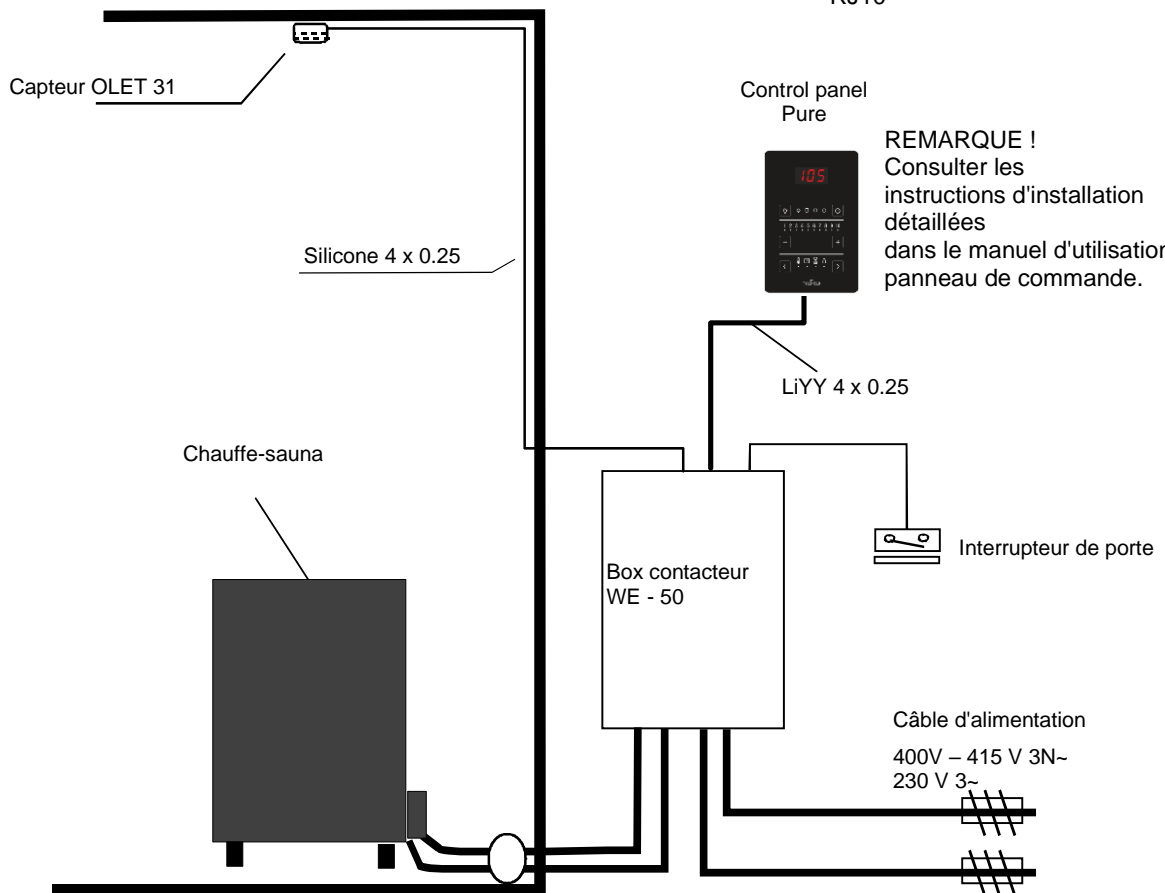 Capteur OLET 31
Control panel
Pure
105
REMARQUE !
Consulter les
instructions d'installation
détaillées
dans le manuel d'utilisation
panneau de commande.
Silicone 4 x 0.25
LiYY 4 x 0.25
Chauffe-sauna
Interrupteur de porte
Box contacteur
WE - 50
Câble d'alimentation
400V – 415 V 3N~
230 V 3~